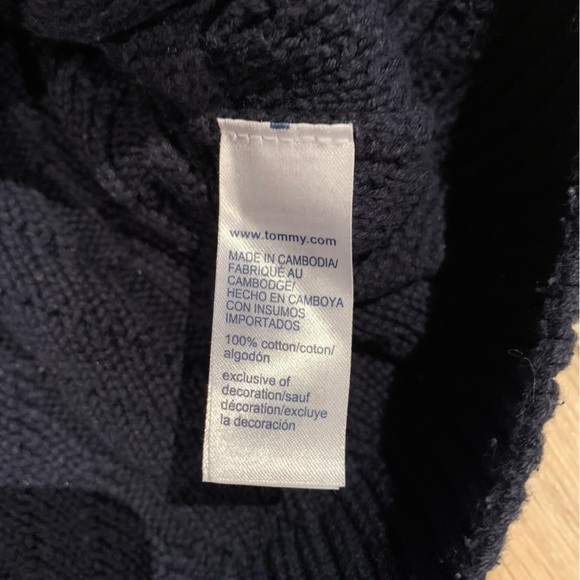 www.tommy.com
MADE IN CAMBODIA/
FABRIQUÉ AU
CAMBODGE/
HECHO EN CAMBOYA
CON INSUMOS
IMPORTADOS
100% cotton/coton/
algodón
exclusive of
decoration/sauf
décoration/excluye
la decoración